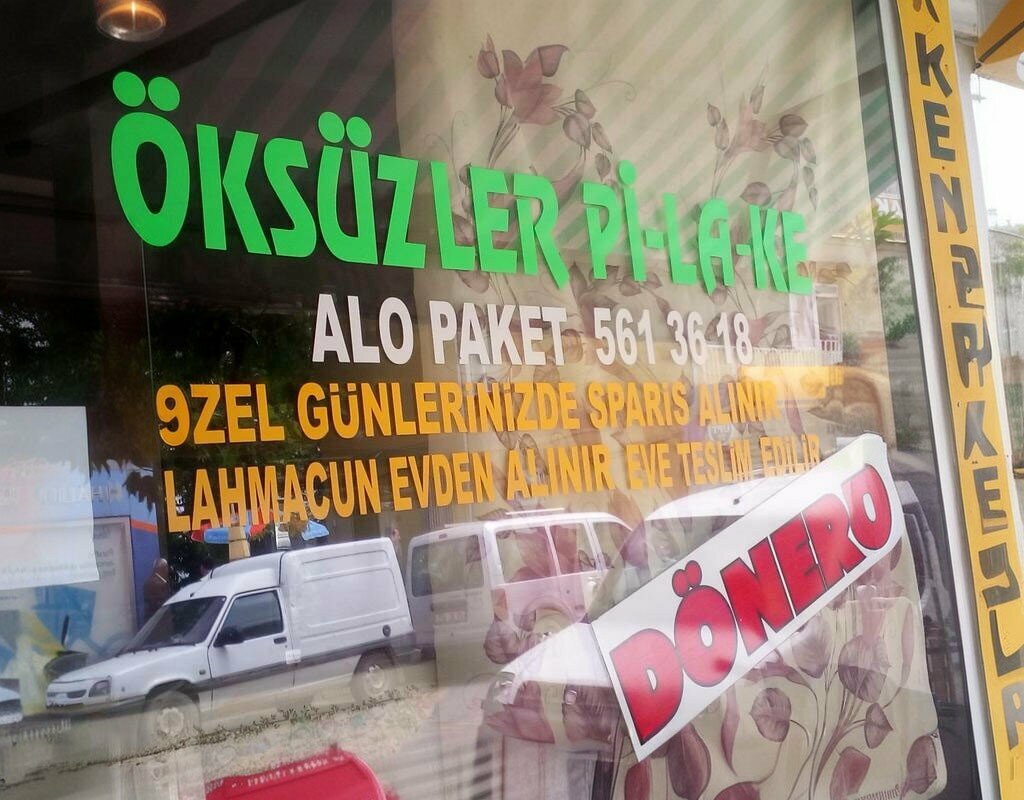 ÖKSÜZLER Pİ-LA-KE
ALO PAKET 561 36 18
9ZEL GÜNLERİNİZDE SPARİS ALINIR
LAHMACUN EVDEN ALINIR EVE TESLİM EDİLİR
DÖNERO